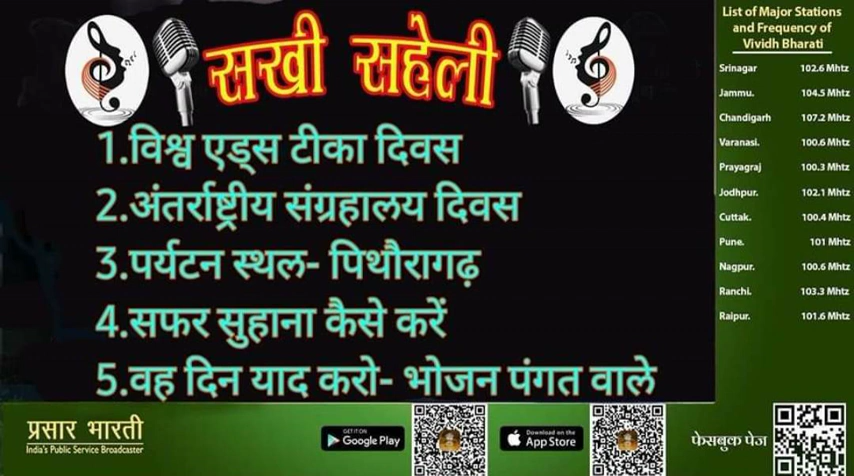 सखी सहेली
1.विश्व एड्स टीका दिवस
2.अंतर्राष्ट्रीय संग्रहालय दिवस
3.पर्यटन स्थल- पिथौरागढ़
4.सफर सुहाना कैसे करें
5.वह दिन याद करो- भोजन पंगत वाले
List of Major Stations
and Frequency of
Vividh Bharati
Srinagar 102.6 Mhtz
Jammu. 104.5 Mhtz
Chandigarh 107.2 Mhtz
Varanasi. 100.6 Mhtz
Prayagraj 100.3 Mhtz
Jodhpur. 102.1 Mhtz
Cuttak. 100.4 Mhtz
Pune. 101 Mhtz
Nagpur. 100.6 Mhtz
Ranchi. 103.3 Mhtz
Raipur. 101.6 Mhtz
प्रसार भारती
India's Public Service Broadcaster
GET IT ON
Google Play
Download on the
App Store
फेसबुक पेज